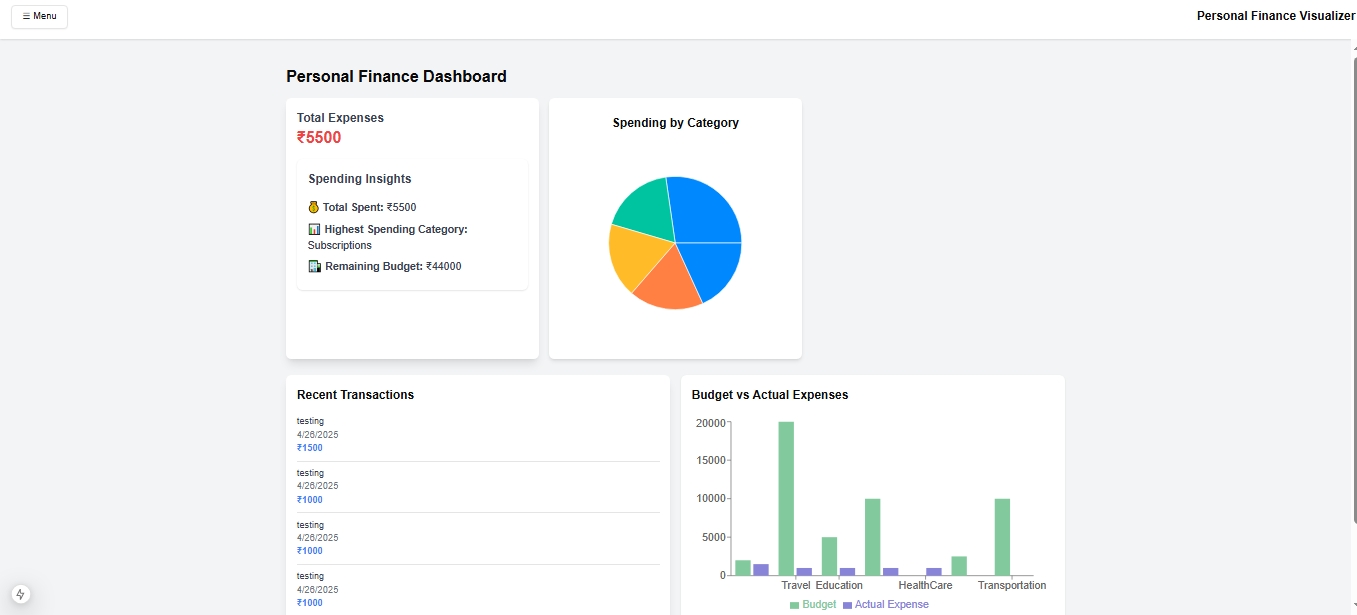 ☰ Menu
Personal Finance Visualizer
Personal Finance Dashboard
Total Expenses
₹5500
Spending Insights
Total Spent: ₹5500
Highest Spending Category:
Subscriptions
Remaining Budget: ₹44000
Spending by Category
Recent Transactions
testing
4/26/2025
₹1500
testing
4/26/2025
₹1000
testing
4/26/2025
₹1000
testing
4/26/2025
₹1000
Budget vs Actual Expenses
20000
15000
10000
5000
0
Travel Education HealthCare Transportation
Budget Actual Expense